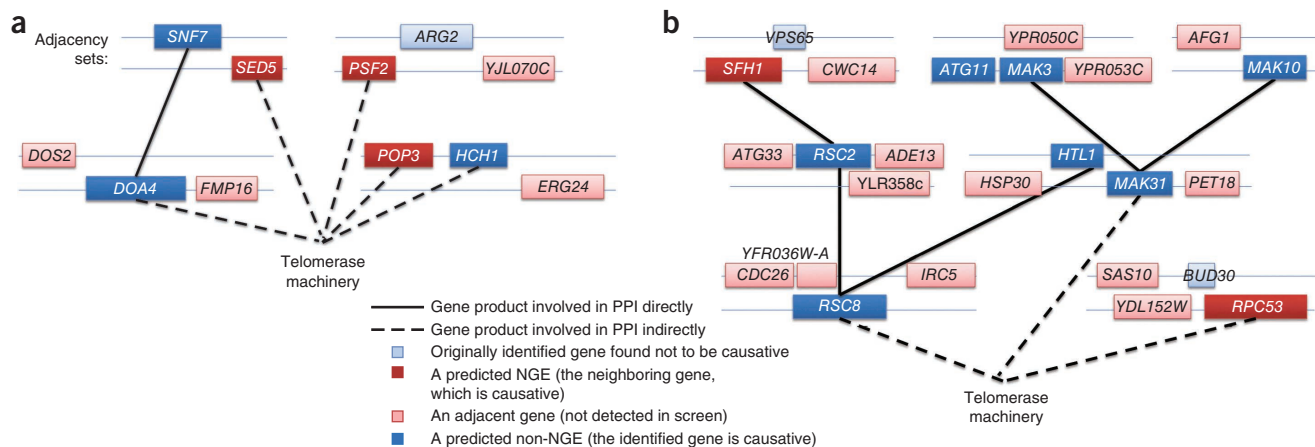 a
Adjacency
sets:
SNF7
SED5
ARG2
PSF2
YJL070C
DOS2
DOA4
FMP16
POP3
HCH1
ERG24
Telomerase
machinery
Gene product involved in PPI directly
Gene product involved in PPI indirectly
Originally identified gene found not to be causative
A predicted NGE (the neighboring gene,
which is causative)
An adjacent gene (not detected in screen)
A predicted non-NGE (the identified gene is causative)
b
VPS65
SFH1
CWC14
YPR050C
ATG11
MAK3
YPR053C
AFG1
MAK10
ATG33
RSC2
ADE13
YLR358c
HTL1
HSP30
MAK31
PET18
YFR036W-A
CDC26
IRC5
RSC8
SAS10
BUD30
YDL152W
RPC53
Telomerase
machinery